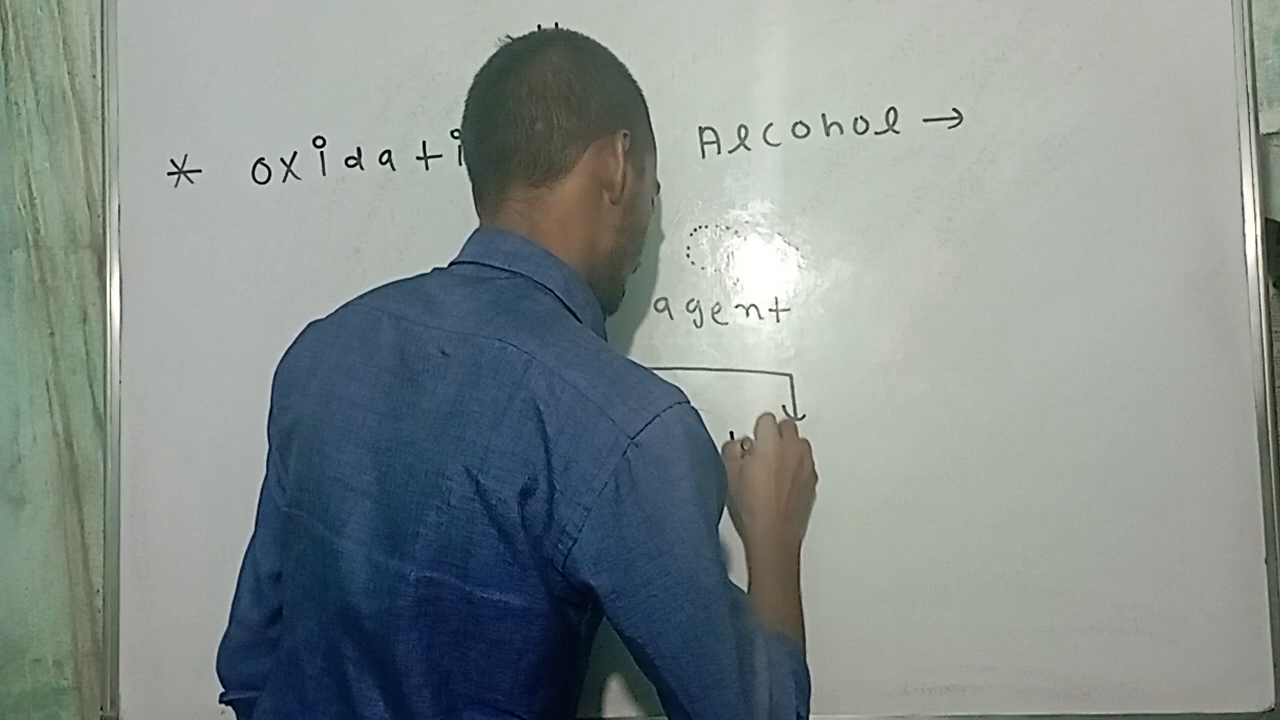 * oxidati Alcohol →
agent